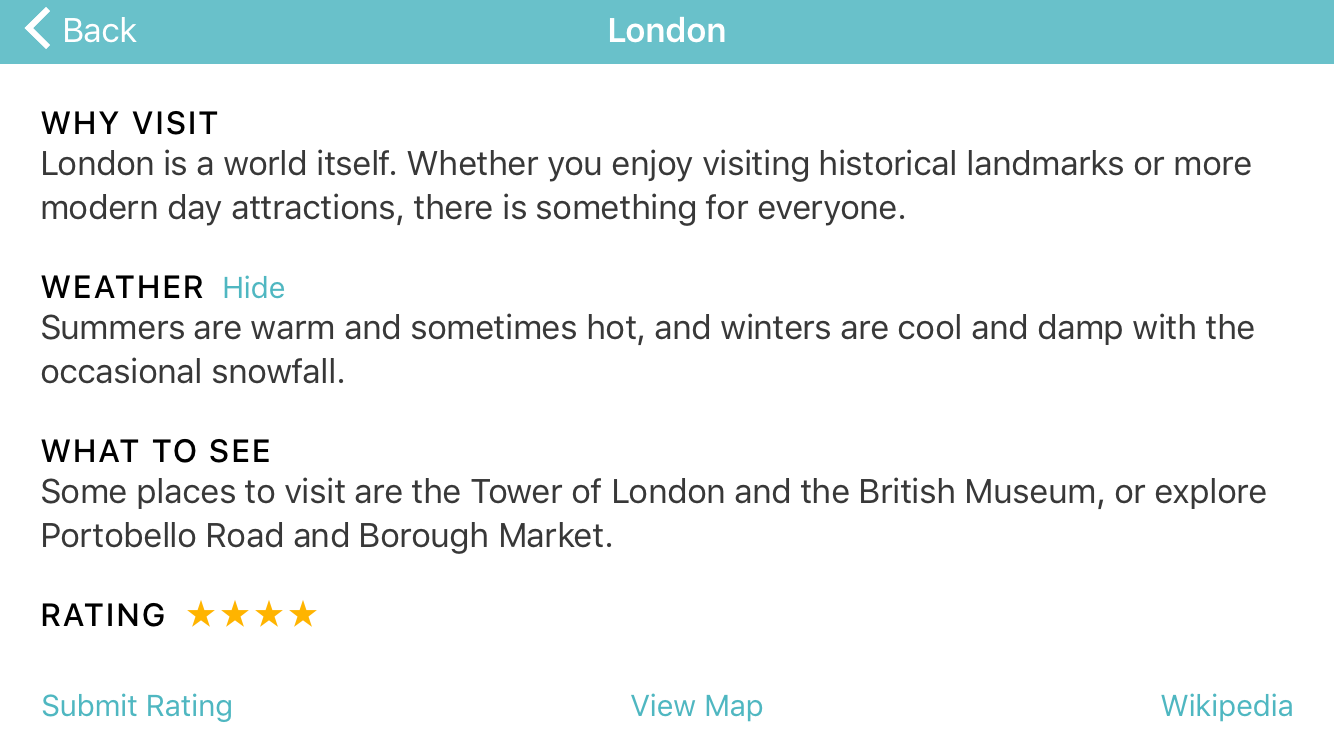 Back
London
WHY VISIT
London is a world itself. Whether you enjoy visiting historical landmarks or more
modern day attractions, there is something for everyone.
WEATHER Hide
Summers are warm and sometimes hot, and winters are cool and damp with the
occasional snowfall.
WHAT TO SEE
Some places to visit are the Tower of London and the British Museum, or explore
Portobello Road and Borough Market.
RATING ★★★★
Submit Rating
View Map
Wikipedia